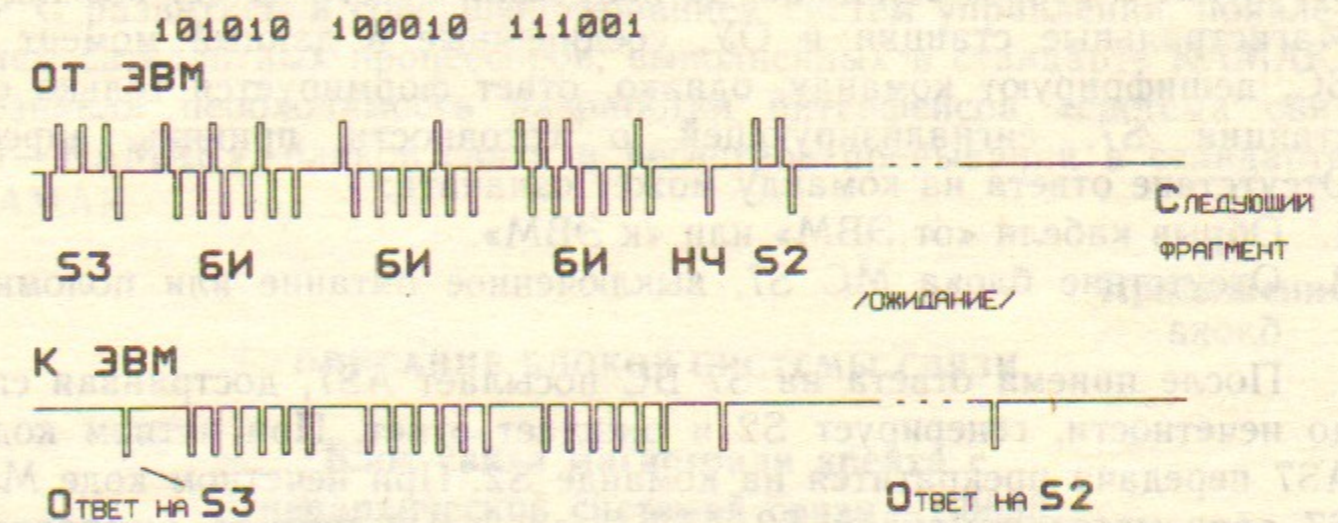 101010 100010 111001
ОТ ЭВМ
S3 БИ БИ БИ НЧ S2
СЛЕДУЮЩИЙ
ФРАГМЕНТ
/ОЖИДАНИЕ/
К ЭВМ
ОТВЕТ НА S3
ОТВЕТ НА S2